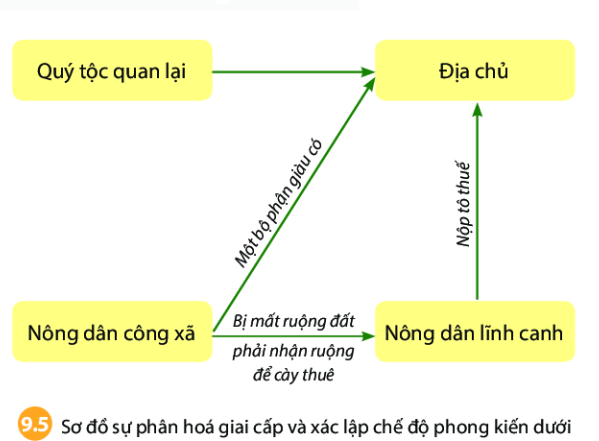 Quý tộc quan lại
Địa chủ
Một bộ phận giàu có
Nộp tô thuế
Nông dân công xã
Bị mất ruộng đất
phải nhận ruộng
để cày thuê
Nông dân lĩnh canh
9.5 Sơ đồ sự phân hoá giai cấp và xác lập chế độ phong kiến dưới